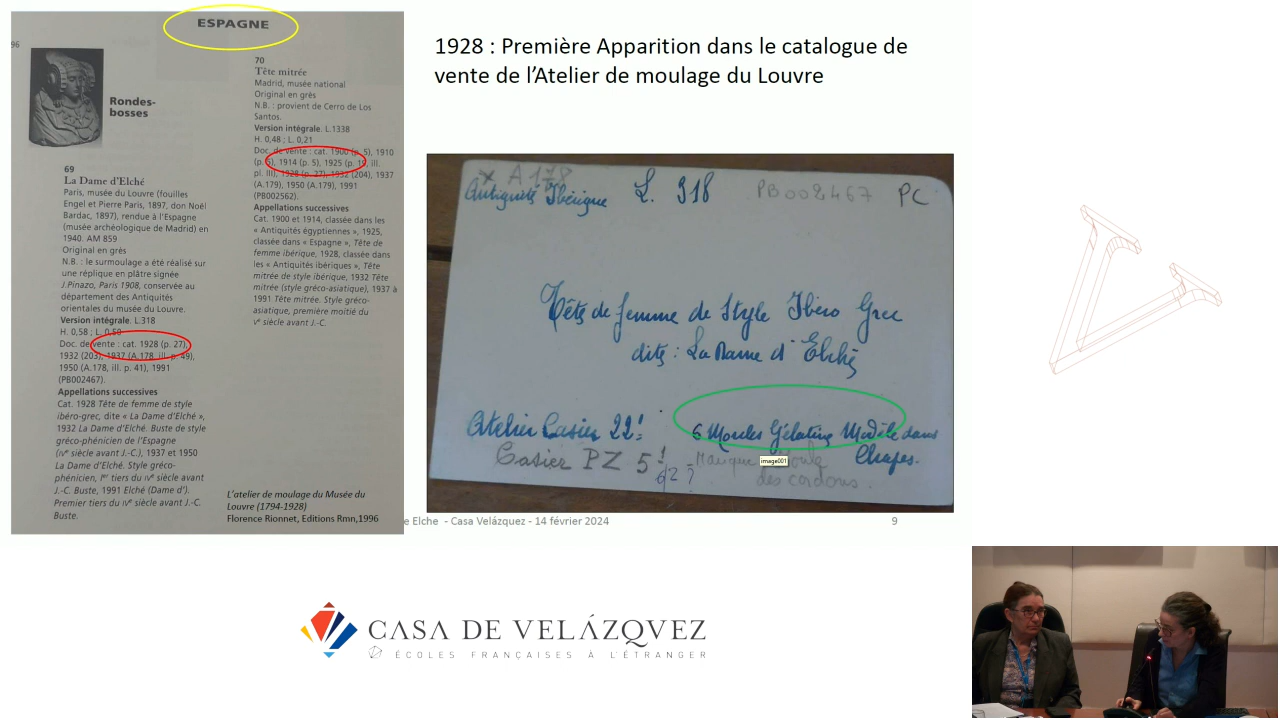 ESPAGNE
96
Rondes-
bosses
69
La Dame d'Elché
Paris, musée du Louvre (fouilles
Engel et Pierre Paris, 1897, don Noël
Bardac, 1897), rendue à l'Espagne
(musée archéologique de Madrid) en
1940. AM 859
Original en grès
N.B. : le surmoulage a été réalisé sur
une réplique en plâtre signée
J.Pinazo, Paris 1908, conservée au
département des Antiquités
orientales du musée du Louvre.
Version intégrale. L.318
H. 0,58 ; L. 0,50
Doc. de vente : cat. 1928 (p. 27),
1932 (203), 1937 (A.178, ill. p. 49),
1950 (A.178, ill. p. 41), 1991
(PB002467).
Appellations successives
Cat. 1928 Tête de femme de style
ibéro-grec, dite « La Dame d'Elché »,
1932 La Dame d'Elché. Buste de style
gréco-phénicien de l'Espagne
(IVe siècle avant J.-C.), 1937 et 1950
La Dame d'Elché. Style gréco-
phénicien, Ier tiers du IVe siècle avant
J.-C. Buste, 1991 Elché (Dame d').
Premier tiers du IVe siècle avant J.-C.
Buste.
70
Tête mitrée
Madrid, musée national
Original en grès
N.B. : provient de Cerro de Los
Santos.
Version intégrale. L.1338
H. 0,48 ; L. 0,21
Doc. de vente : cat. 1900 (p. 5), 1910
(p. 5), 1914 (p. 5), 1925 (p. 19, ill.
pl. III), 1928 (p. 27), 1932 (204), 1937
(A.179), 1950 (A.179), 1991
(PB002562).
Appellations successives
Cat. 1900 et 1914, classée dans les
« Antiquités égyptiennes », 1925,
classée dans « Espagne », Tête de
femme ibérique, 1928, classée dans
les « Antiquités ibériques », Tête
mitrée de style ibérique, 1932 Tête
mitrée (style gréco-asiatique), 1937 à
1991 Tête mitrée. Style gréco-
asiatique, première moitié du
Ve siècle avant J.-C.
L'atelier de moulage du Musée du
Louvre (1794-1928)
Florence Rionnet, Editions Rmn,1996
1928 : Première Apparition dans le catalogue de
vente de l'Atelier de moulage du Louvre
A 178
Antiquité Ibérique L. 318 PB002467 PC
Tête de femme de Style Ibero Grec
dite : La Dame d'Elché
Atelier Casier 22! 6 Moules Gélatine Modèle dans
Chapes.
Casier PZ 5! 62 ? Manque Moule
des cordons.
image001
e Elche - Casa Velázquez - 14 février 2024
9
CASA DE VELÁZQVEZ
ÉCOLES FRANÇAISES À L'ÉTRANGER